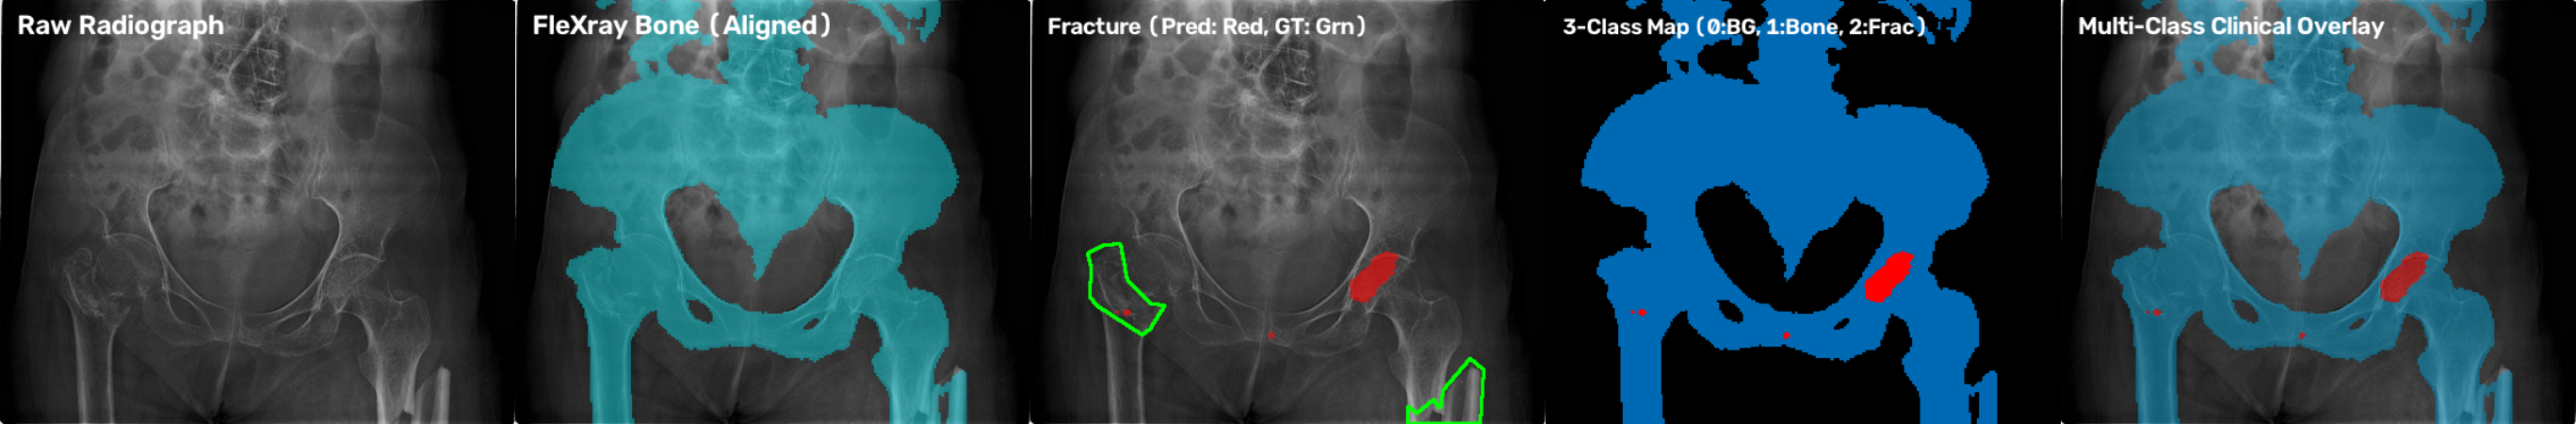 Raw Radiograph
FleXray Bone (Aligned)
Fracture (Pred: Red, GT: Grn)
3-Class Map (0:BG, 1:Bone, 2:Frac)
Multi-Class Clinical Overlay